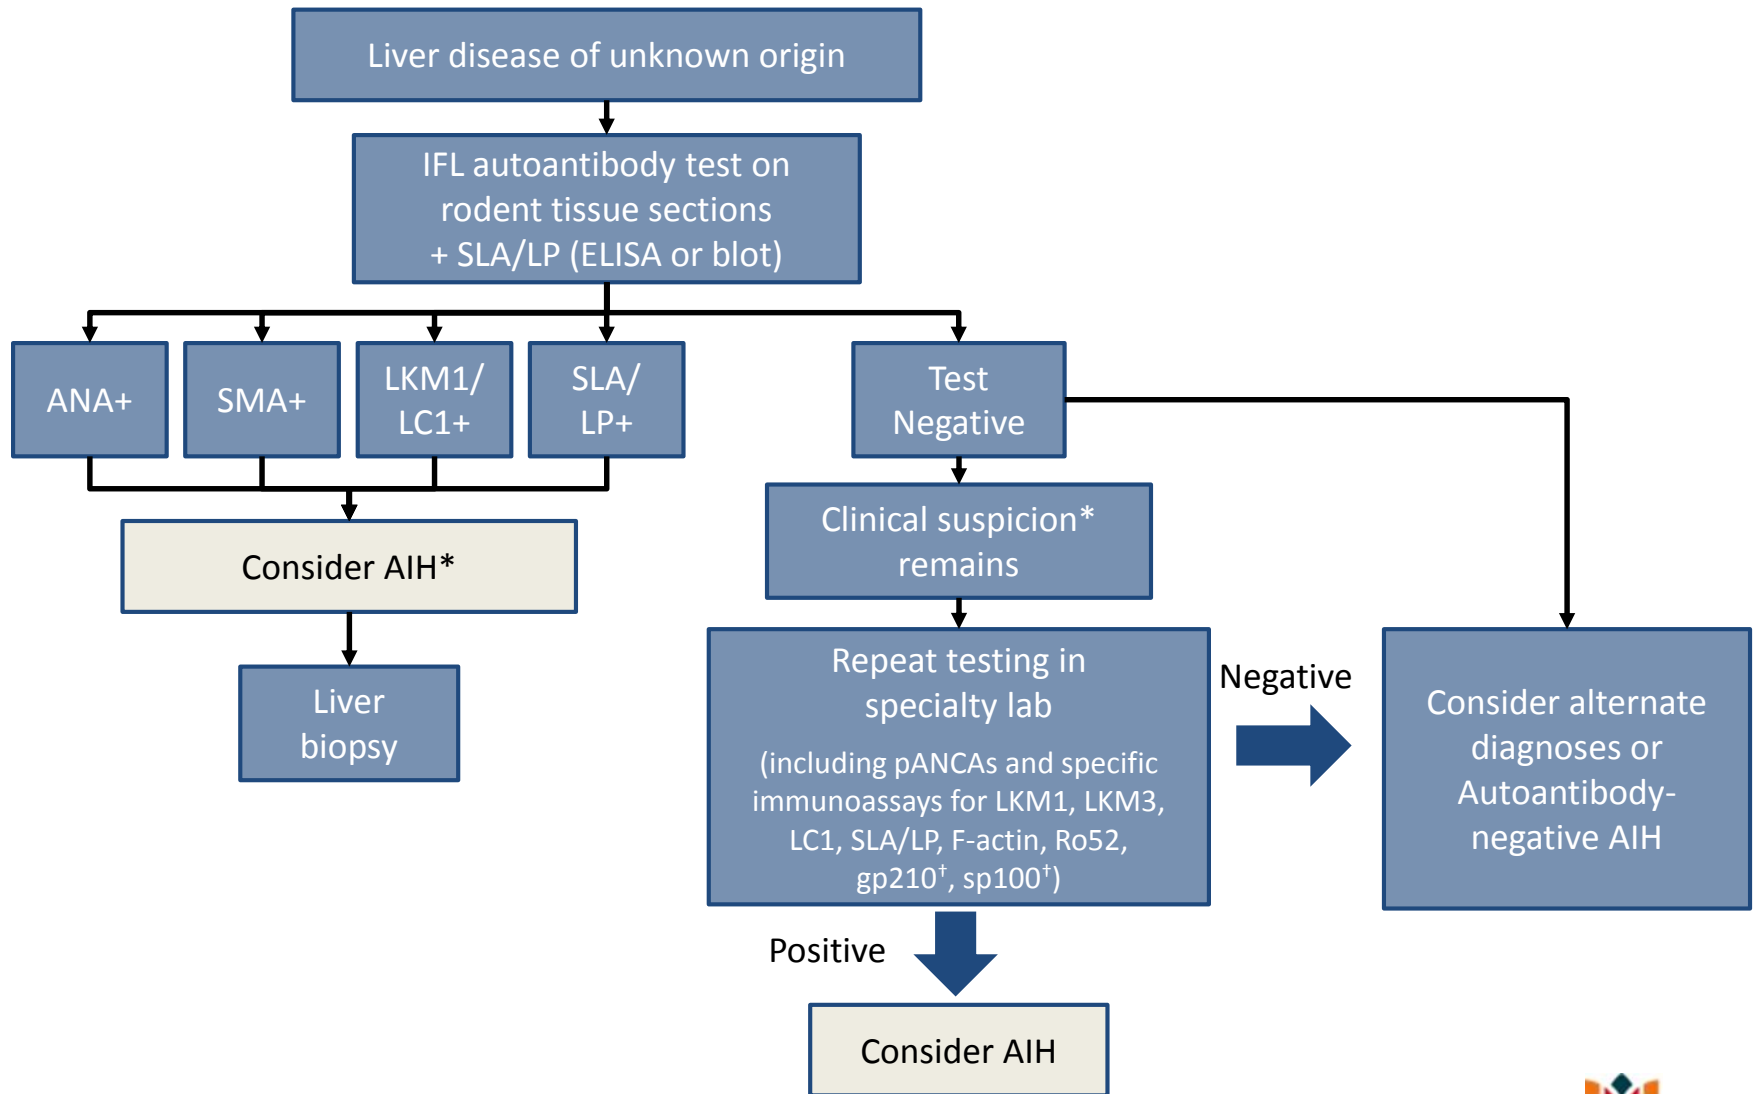 Liver disease of unknown origin
IFL autoantibody test on
rodent tissue sections
+ SLA/LP (ELISA or blot)
ANA+
SMA+
LKM1/
LC1+
SLA/
LP+
Test
Negative
Consider AIH*
Clinical suspicion*
remains
Liver
biopsy
Repeat testing in
specialty lab
(including pANCAs and specific
immunoassays for LKM1, LKM3,
LC1, SLA/LP, F-actin, Ro52,
gp210†, sp100†)
Negative
Consider alternate
diagnoses or
Autoantibody-
negative AIH
Positive
Consider AIH